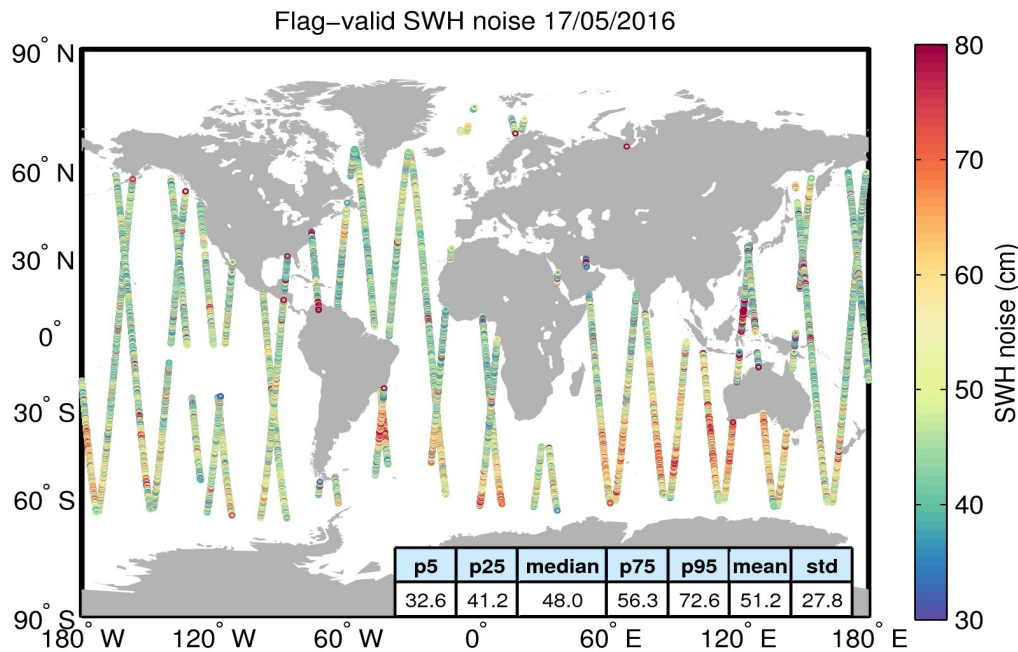 Flag−valid SWH noise 17/05/2016
90° N
60° N
30° N
0°
30° S
60° S
90° S
180° W 120° W 60° W 0° 60° E 120° E 180° E
p5 p25 median p75 p95 mean std
32.6 41.2 48.0 56.3 72.6 51.2 27.8
80
70
60
50
40
30
SWH noise (cm)